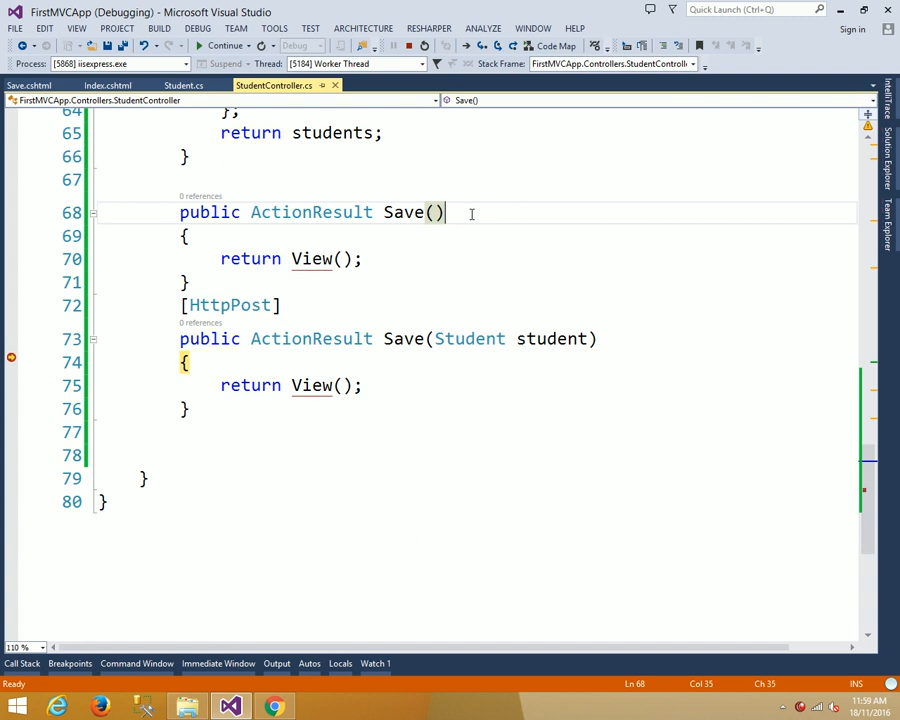 FirstMVCApp (Debugging) - Microsoft Visual Studio
Quick Launch (Ctrl+Q)
FILE EDIT VIEW PROJECT BUILD DEBUG TEAM TOOLS TEST ARCHITECTURE RESHARPER ANALYZE WINDOW HELP
Sign in
Continue Debug Code Map
Process: [5868] iisexpress.exe Suspend Thread: [5184] Worker Thread Stack Frame: FirstMVCApp.Controllers.StudentControll
Save.cshtml Index.cshtml Student.cs StudentController.cs
FirstMVCApp.Controllers.StudentController Save()
64 };
65 return students;
66 }
67
0 references
68 public ActionResult Save()
69 {
70 return View();
71 }
72 [HttpPost]
0 references
73 public ActionResult Save(Student student)
74 {
75 return View();
76 }
77
78
79 }
80 }
IntelliTrace
Solution Explorer
Team Explorer
110 %
Call Stack Breakpoints Command Window Immediate Window Output Autos Locals Watch 1
Ready Ln 68 Col 35 Ch 35 INS
11:59 AM
18/11/2016